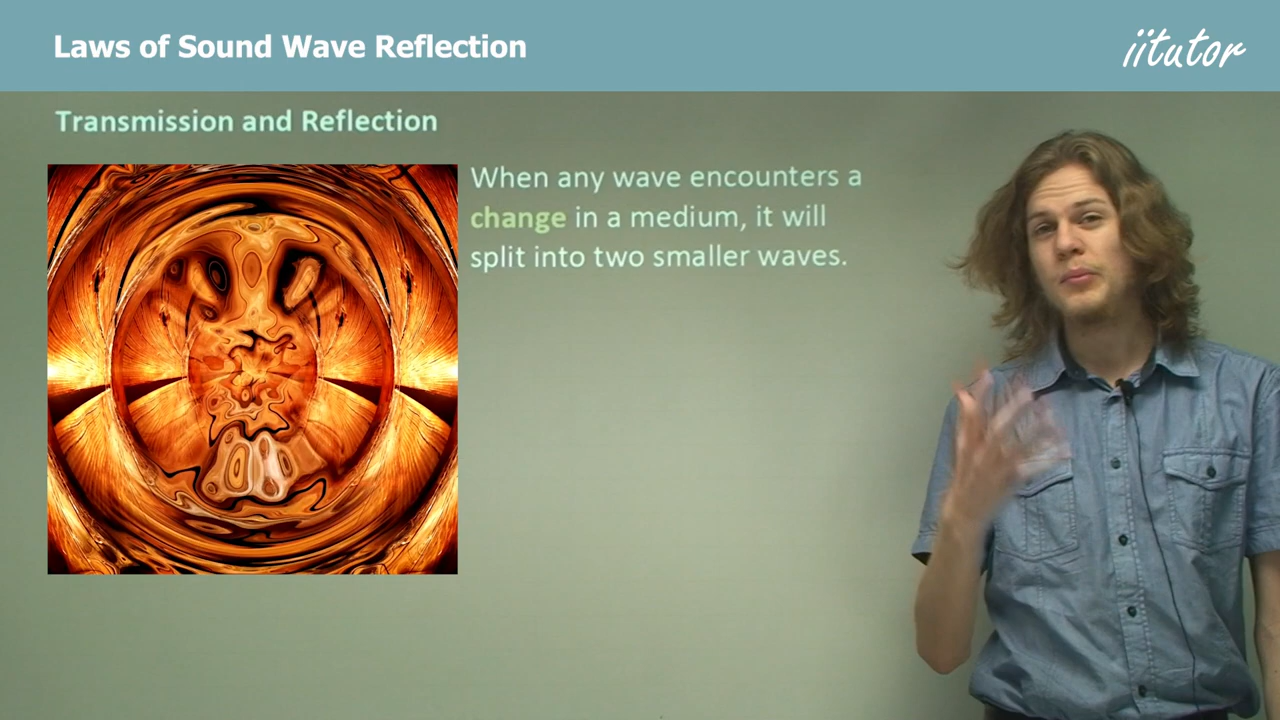 Laws of Sound Wave Reflection
iitutor
Transmission and Reflection
When any wave encounters a
change in a medium, it will
split into two smaller waves.